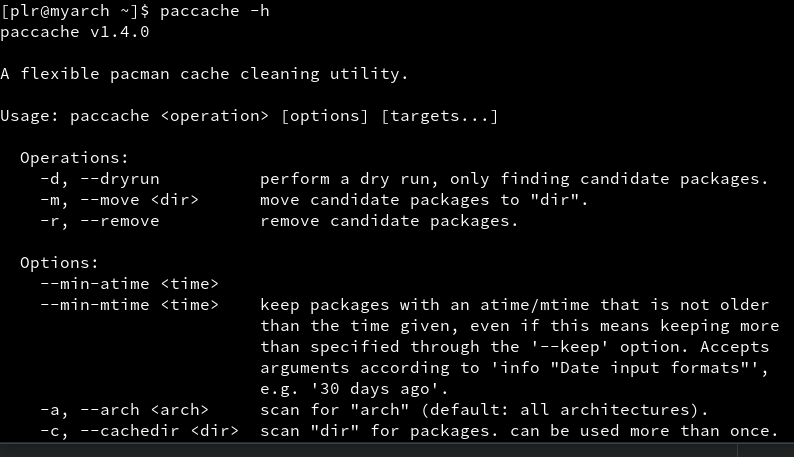 [plr@myarch ~]$ paccache -h
paccache v1.4.0
A flexible pacman cache cleaning utility.
Usage: paccache <operation> [options] [targets...]
Operations:
-d, --dryrun perform a dry run, only finding candidate packages.
-m, --move <dir> move candidate packages to "dir".
-r, --remove remove candidate packages.
Options:
--min-atime <time>
--min-mtime <time> keep packages with an atime/mtime that is not older
than the time given, even if this means keeping more
than specified through the '--keep' option. Accepts
arguments according to 'info "Date input formats"',
e.g. '30 days ago'.
-a, --arch <arch> scan for "arch" (default: all architectures).
-c, --cachedir <dir> scan "dir" for packages. can be used more than once.